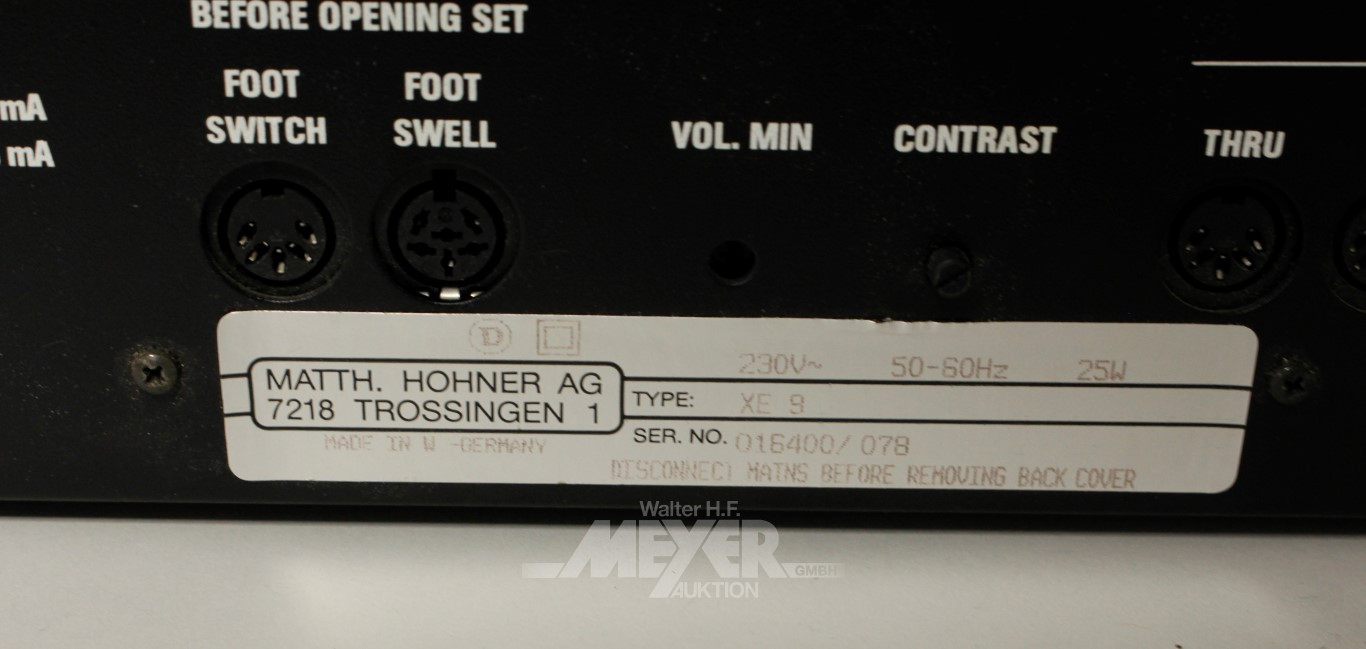 BEFORE OPENING SET
mA
mA
FOOT
SWITCH
FOOT
SWELL
VOL. MIN
CONTRAST
THRU
D
230V~ 50-60Hz 25W
MATTH. HOHNER AG
7218 TROSSINGEN 1
TYPE: XE 9
SER. NO. 016400/078
MADE IN W-GERMANY
DISCONNECT MAINS BEFORE REMOVING BACK COVER
Walter H.F.
MEYER
GMBH
AUKTION